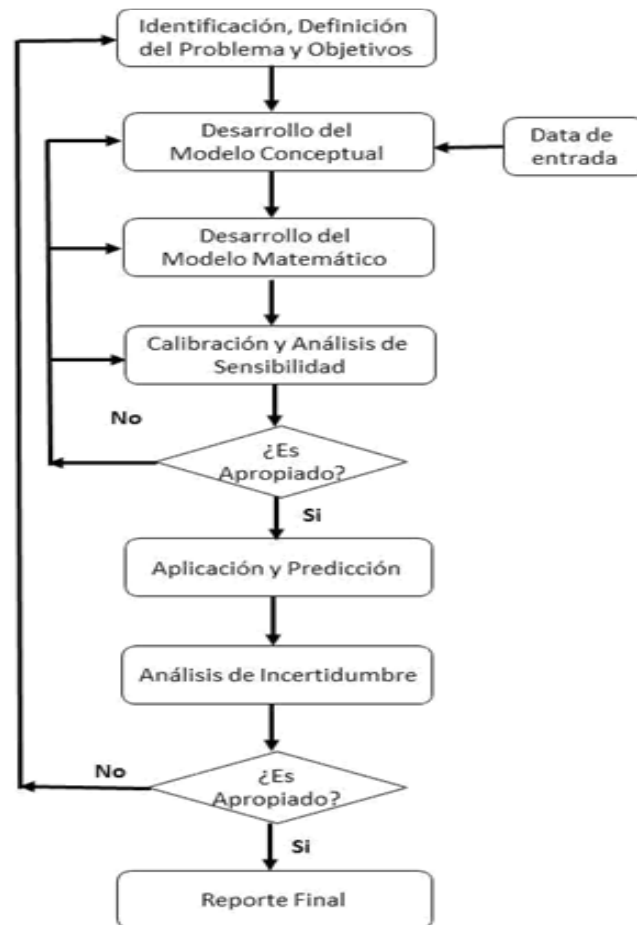 Identificación, Definición
del Problema y Objetivos
Desarrollo del
Modelo Conceptual
Data de
entrada
Desarrollo del
Modelo Matemático
Calibración y Análisis de
Sensibilidad
No
¿Es
Apropiado?
Si
Aplicación y Predicción
Análisis de Incertidumbre
No
¿Es
Apropiado?
Si
Reporte Final